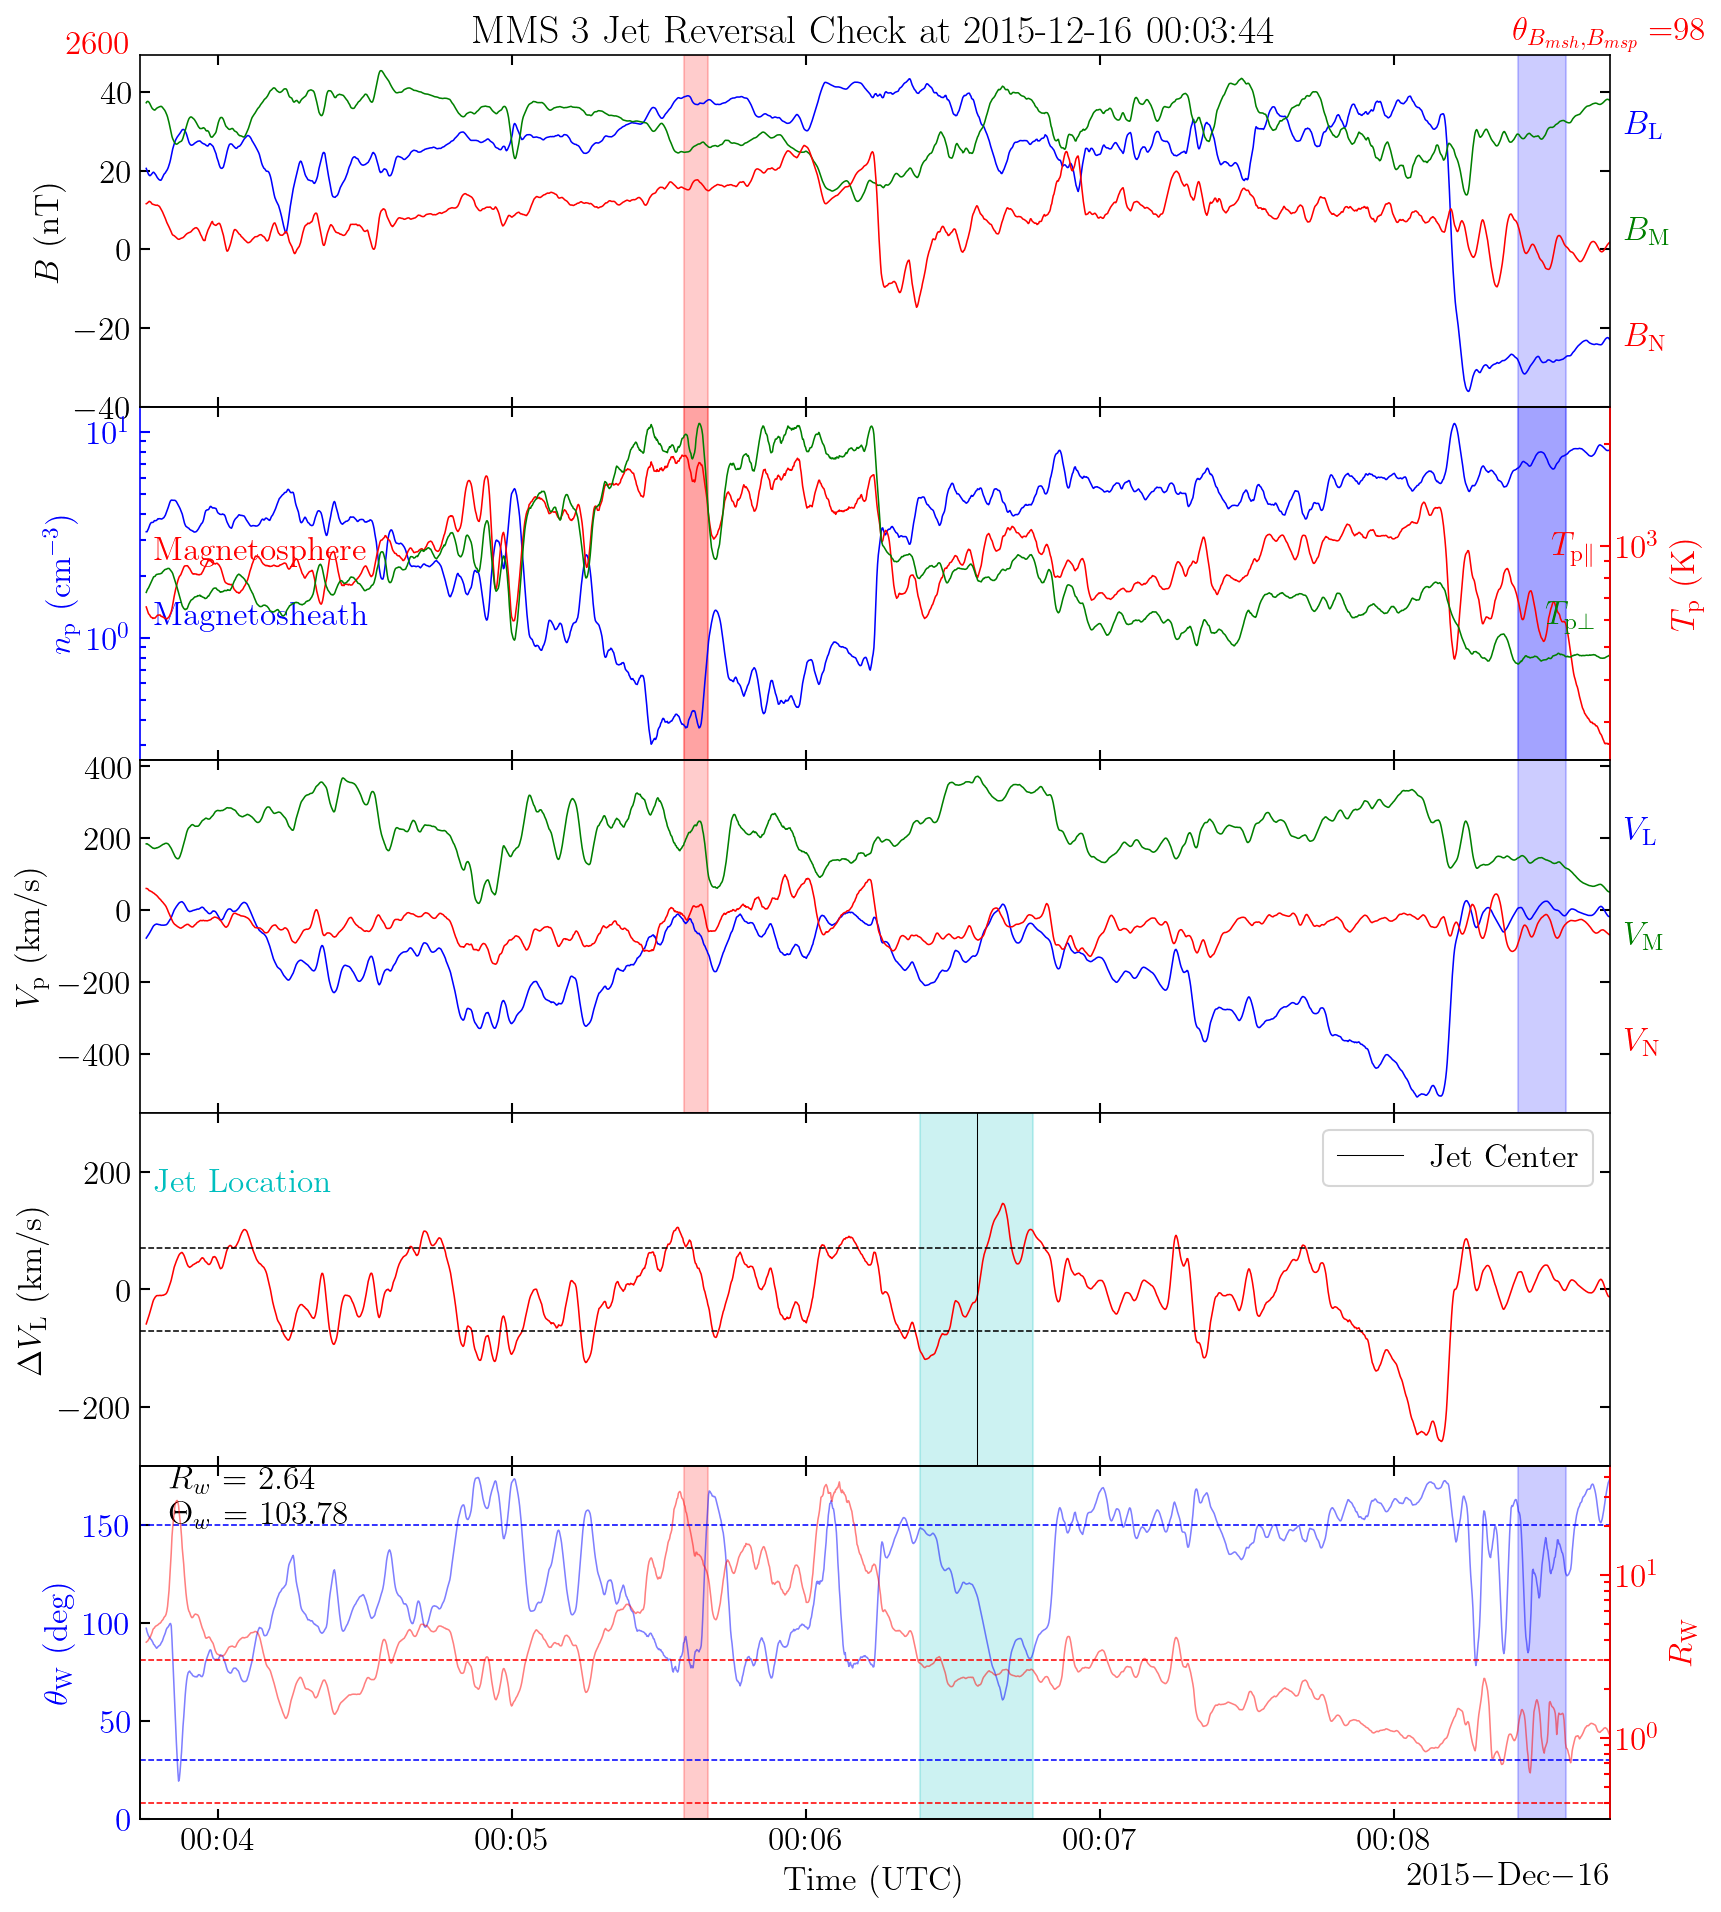 MMS 3 Jet Reversal Check at 2015-12-16 00:03:44
2600
θ_{B_{msh},B_{msp}} =98
40
20
0
−20
−40
B (nT)
B_L
B_M
B_N
10^1
10^0
n_p (cm^{−3})
Magnetosphere
Magnetosheath
T_{p∥}
T_{p⊥}
10^3
T_p (K)
400
200
0
−200
−400
V_p (km/s)
V_L
V_M
V_N
200
0
−200
ΔV_L (km/s)
Jet Location
Jet Center
R_w = 2.64
Θ_w = 103.78
150
100
50
0
θ_W (deg)
10^1
10^0
R_W
00:04
00:05
00:06
00:07
00:08
Time (UTC)
2015−Dec−16